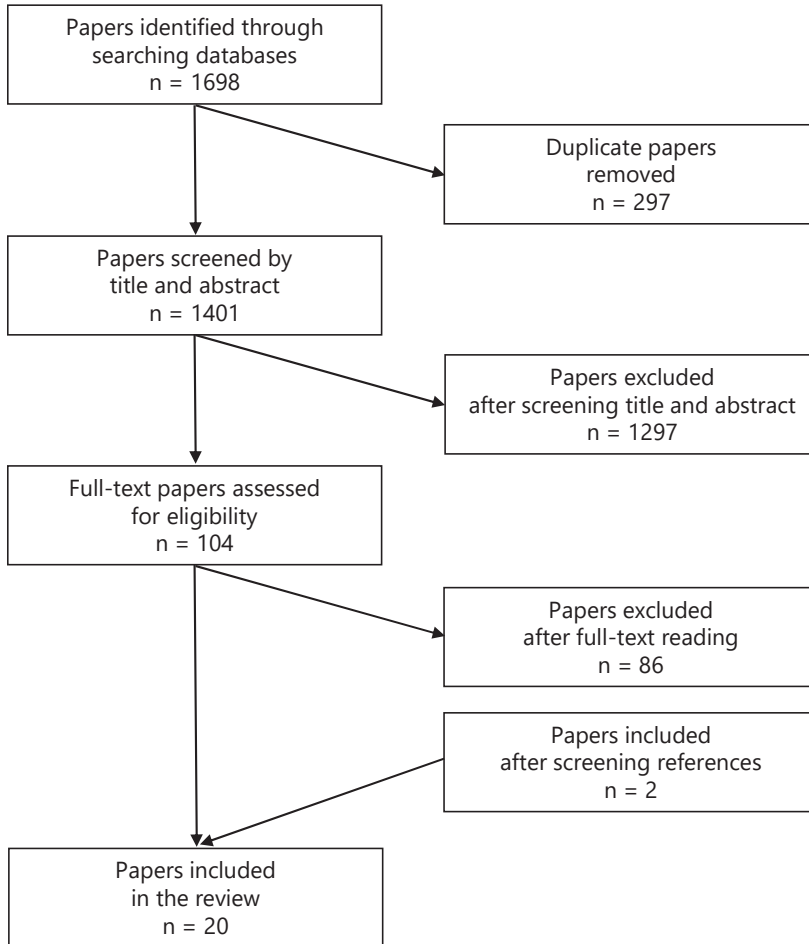 Papers identified through
searching databases
n = 1698
Duplicate papers
removed
n = 297
Papers screened by
title and abstract
n = 1401
Papers excluded
after screening title and abstract
n = 1297
Full-text papers assessed
for eligibility
n = 104
Papers excluded
after full-text reading
n = 86
Papers included
after screening references
n = 2
Papers included
in the review
n = 20